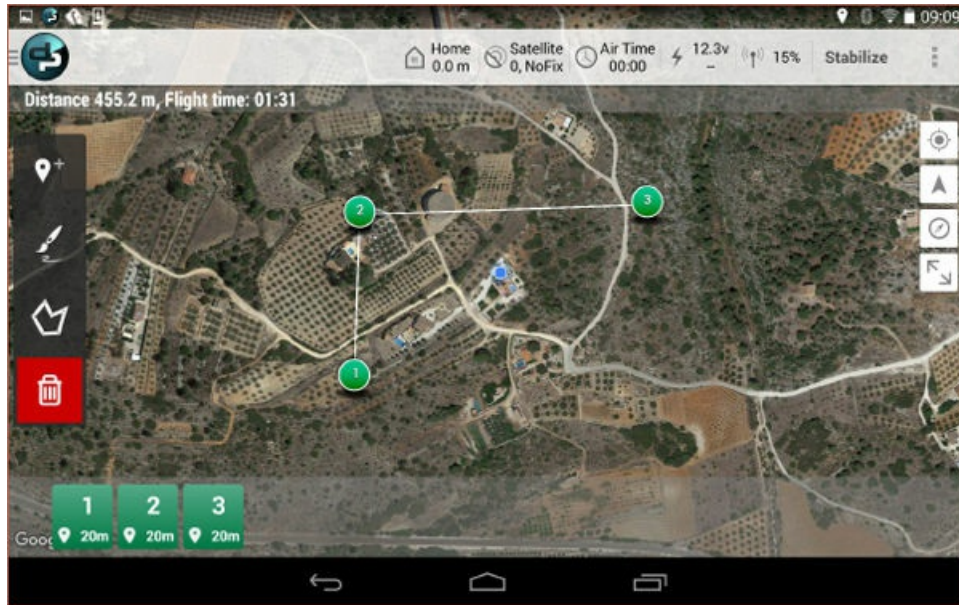 09:09
Home
0.0 m
Satellite
0, NoFix
Air Time
00:00
12.3v
–
15%
Stabilize
Distance 455.2 m, Flight time: 01:31
2
3
1
1
20m
2
20m
3
20m
Goog